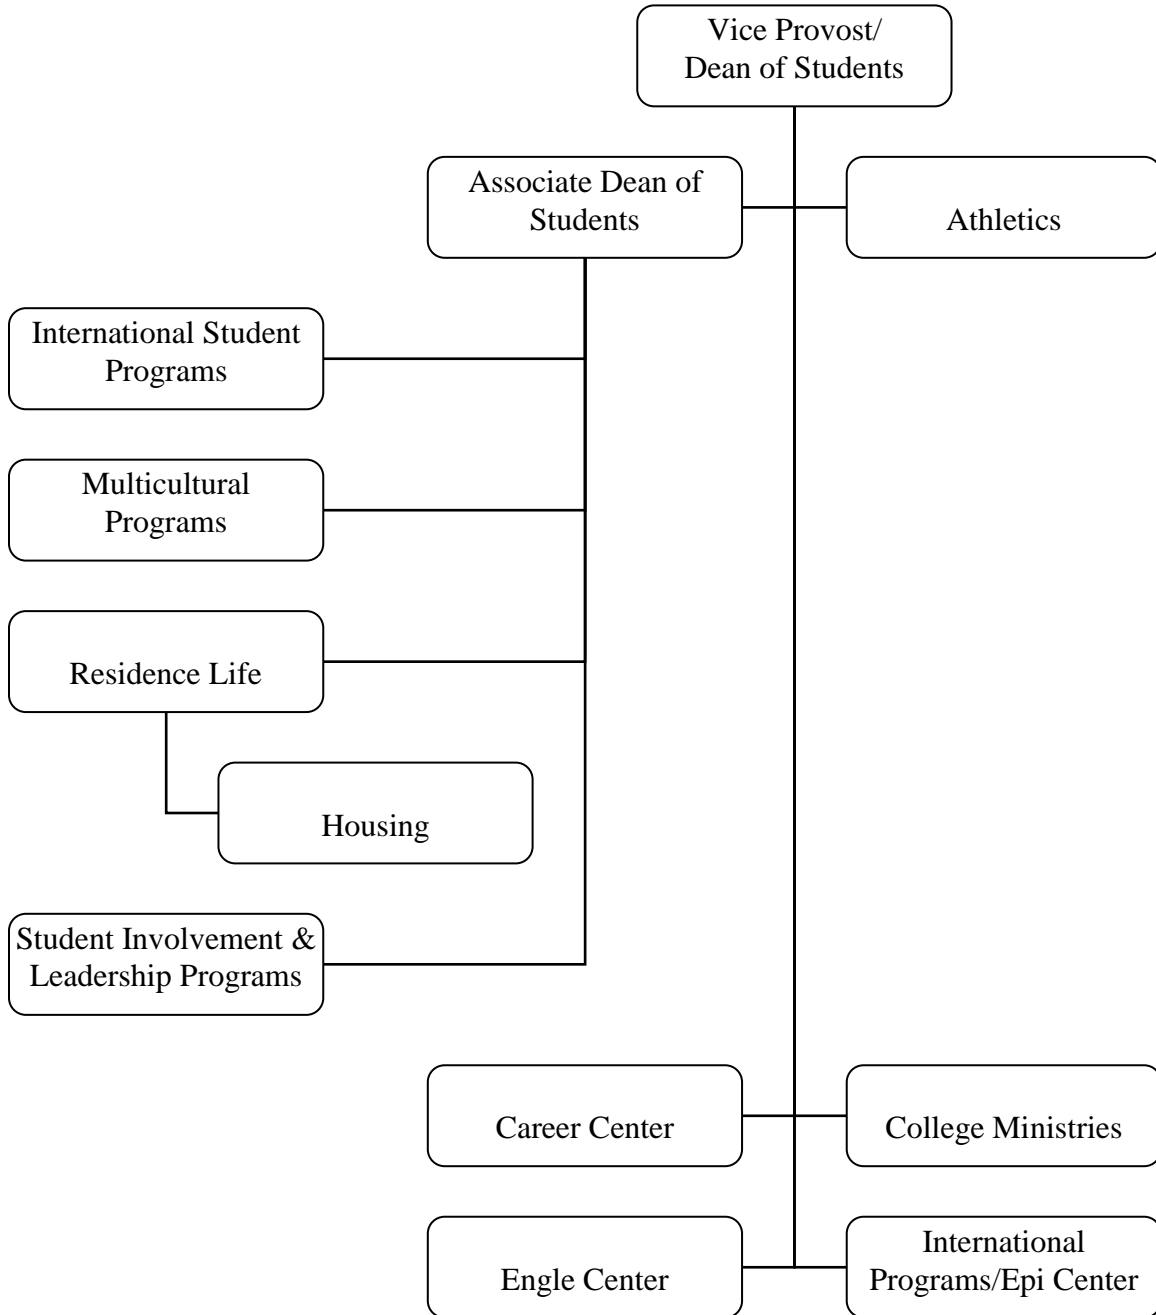 Vice Provost/
Dean of Students
Associate Dean of
Students
Athletics
International Student
Programs
Multicultural
Programs
Residence Life
Housing
Student Involvement &
Leadership Programs
Career Center
College Ministries
Engle Center
International
Programs/Epi Center